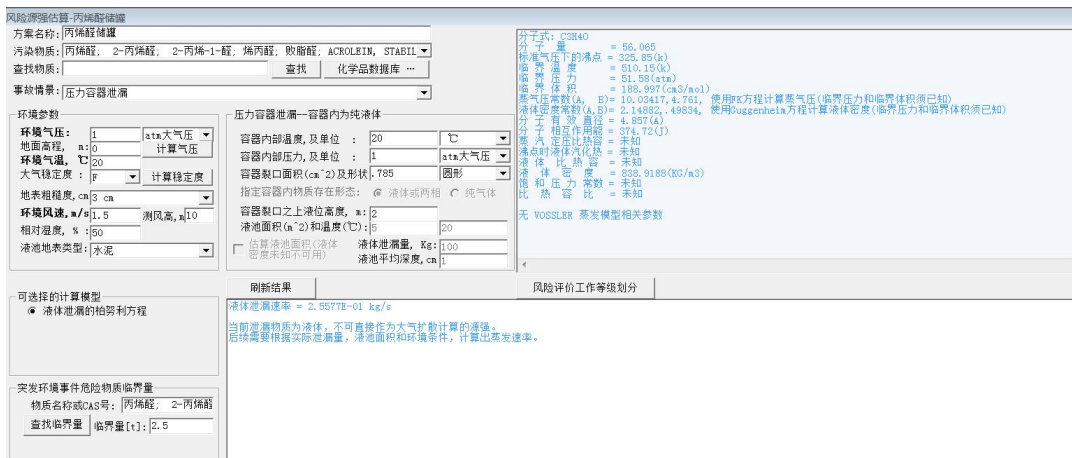 风险源强估算-丙烯醛储罐
方案名称: 丙烯醛储罐
污染物质: 丙烯醛; 2-丙烯醛; 2-丙烯-1-醛; 烯丙醛; 败脂醛; ACROLEIN, STABIL
查找物质: 查找 化学品数据库 …
事故情景: 压力容器泄漏
环境参数
环境气压: 1 atm大气压
地面高程, m: 0 计算气压
环境气温, ℃ 20
大气稳定度: F 计算稳定度
地表粗糙度,cm 3 cm
环境风速,m/s 1.5 测风高,m 10
相对湿度, %: 50
液池地表类型: 水泥
压力容器泄漏--容器内为纯液体
容器内部温度,及单位 : 20 ℃
容器内部压力,及单位 : 1 atm大气压
容器裂口面积(cm^2)及形状 .785 圆形
指定容器内物质存在形态: 液体或两相 纯气体
容器裂口之上液位高度, m: 2
液池面积(m^2)和温度(℃): 5 20
估算液池面积(液体密度未知不可用) 液体泄漏量, Kg: 100
液池平均深度,cm 1
分子式: C3H4O
分 子 量 = 56.065
标准气压下的沸点 = 325.85(k)
临 界 温 度 = 510.15(k)
临 界 压 力 = 51.58(atm)
临 界 体 积 = 188.997(cm3/mol)
蒸气压常数(A, B)= 10.03417,4.761, 使用FK方程计算蒸气压(临界压力和临界体积须已知)
液体密度常数(A,B)= 2.14882,.49834, 使用Guggenheim方程计算液体密度(临界压力和临界体积须已知)
分 子 有 效 直径 = 4.857(A)
分 子 相互作用能 = 374.72(J)
蒸 汽 定压比热容 = 未知
沸点时液体汽化热 = 未知
液 体 比 热 容 = 未知
液 体 密 度 = 838.9188(KG/m3)
饱 和 压 力 常数 = 未知
比 热 容 比 = 未知
无 VOSSLER 蒸发模型相关参数
刷新结果 风险评价工作等级划分
可选择的计算模型
液体泄漏的柏努利方程
液体泄漏速率 = 2.5577E-01 kg/s
当前泄漏物质为液体，不可直接作为大气扩散计算的源强。
后续需要根据实际泄漏量，液池面积和环境条件，计算出蒸发速率。
突发环境事件危险物质临界量
物质名称或CAS号: 丙烯醛; 2-丙烯醛
查找临界量 临界量[t]: 2.5